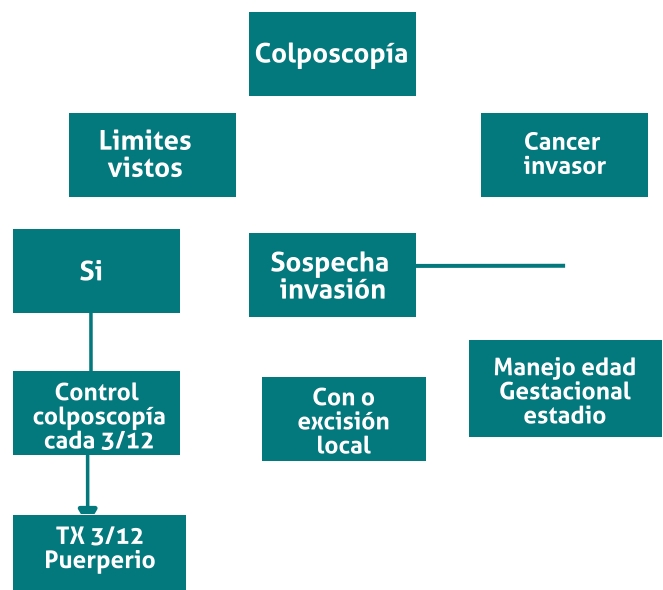 Colposcopía
Limites
vistos
Cancer
invasor
Si
Sospecha
invasión
Manejo edad
Gestacional
estadio
Control
colposcopía
cada 3/12
Con o
excisión
local
TX 3/12
Puerperio